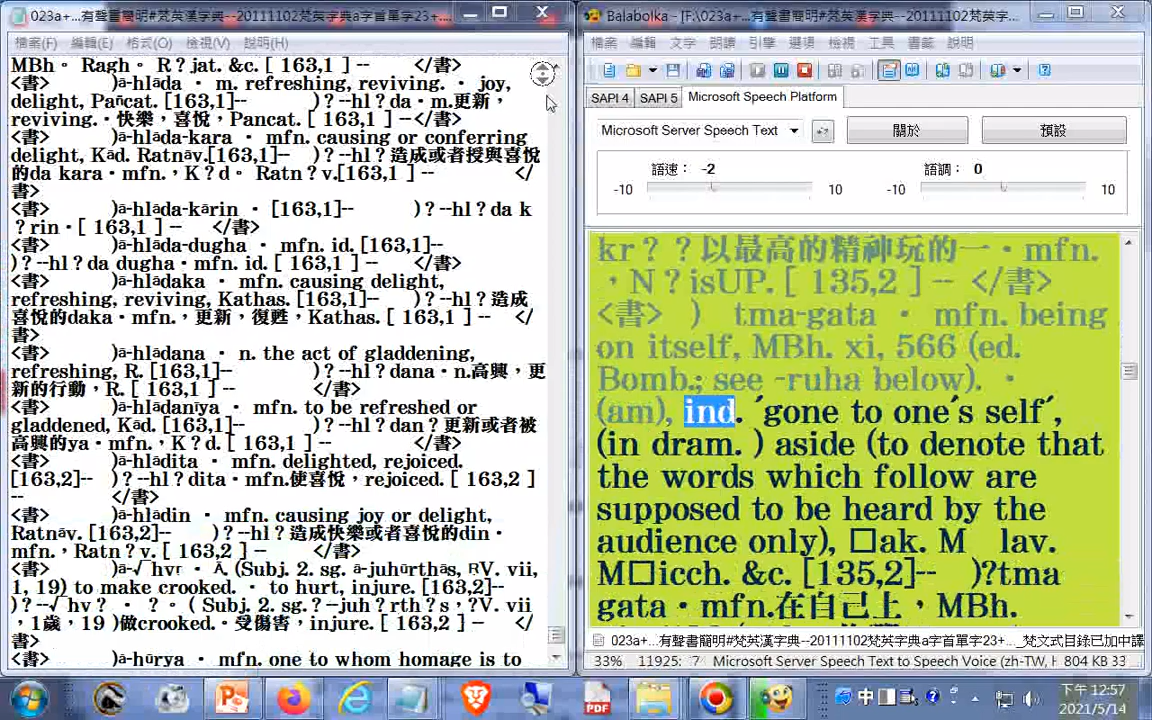 023a+...有聲書簡明#梵英漢字典--20111102梵英字典a字首單字23+...
檔案(F) 編輯(E) 格式(O) 檢視(V) 說明(H)
MBh。 Ragh。 R？jat. &c. [ 163,1 ] -- </書>
<書> )ā-hlāda · m. refreshing, reviving. · joy,
delight, Pañcat. [163,1]-- )？--hl？da · m.更新，
reviving.·快樂，喜悅，Pancat. [ 163,1 ] --</書>
<書> )ā-hlāda-kara · mfn. causing or conferring
delight, Kād. Ratnāv.[163,1]-- )？--hl？造成或者授與喜悅
的da kara·mfn.，K？d。 Ratn？v.[163,1 ] -- </
書>
<書> )ā-hlāda-kārin · [163,1]-- )？--hl？da k
？rin·[ 163,1 ] -- </書>
<書> )ā-hlāda-dugha · mfn. id. [163,1]--
)？--hl？da dugha·mfn. id. [ 163,1 ] -- </書>
<書> )ā-hlādaka · mfn. causing delight,
refreshing, reviving, Kathas. [163,1]-- )？--hl？造成
喜悅的daka·mfn.，更新，復甦，Kathas. [ 163,1 ] -- </
書>
<書> )ā-hlādana · n. the act of gladdening,
refreshing, R. [163,1]-- )？--hl？dana·n.高興，更
新的行動，R. [ 163,1 ] -- </書>
<書> )ā-hlādanīya · mfn. to be refreshed or
gladdened, Kād. [163,1]-- )？--hl？dan？更新或者被
高興的ya·mfn.，K？d. [ 163,1 ] -- </書>
<書> )ā-hlādita · mfn. delighted, rejoiced.
[163,2]-- )？--hl？dita·mfn.使喜悅，rejoiced. [ 163,2 ]
-- </書>
<書> )ā-hlādin · mfn. causing joy or delight,
Ratnāv. [163,2]-- )？--hl？造成快樂或者喜悅的din·
mfn.，Ratn？v. [ 163,2 ] -- </書>
<書> )ā-√hvṛ · Ā. (Subj. 2. sg. ā-juhūrthās, RV. vii,
1, 19) to make crooked. · to hurt, injure. [163,2]--
)？--√hv？ · ？。( Subj. 2. sg.？--juh？rth？s，?V. vii
，1歲，19 )做crooked.·受傷害，injure. [ 163,2 ] -- </
書>
<書> )ā-hūrya · mfn. one to whom homage is to
Balabolka - [F:\023a+...有聲書簡明#梵英漢字典--20111102梵英字...
檔案 編輯 文字 朗讀 引擎 選項 檢視 工具 書籤 說明
SAPI 4 SAPI 5 Microsoft Speech Platform
Microsoft Server Speech Text 關於 預設
語速： -2 語調： 0
-10 10 -10 10
kr？？以最高的精神玩的一·mfn.
，N？isUP. [ 135,2 ] -- </書>
<書> ) tma-gata · mfn. being
on itself, MBh. xi, 566 (ed.
Bomb.; see -ruha below). ·
(am), ind. 'gone to one's self',
(in dram. ) aside (to denote that
the words which follow are
supposed to be heard by the
audience only), □ak. M lav.
M□icch. &c. [135,2]-- )?tma
gata·mfn.在自己上，MBh.
023a+...有聲書簡明#梵英漢字典--20111102梵英字典a字首單字23+..._梵文式目錄已加中譯
33% 11925: 7 Microsoft Server Speech Text to Speech Voice (zh-TW, H 804 KB 33
中
下午 12:57
2021/5/14